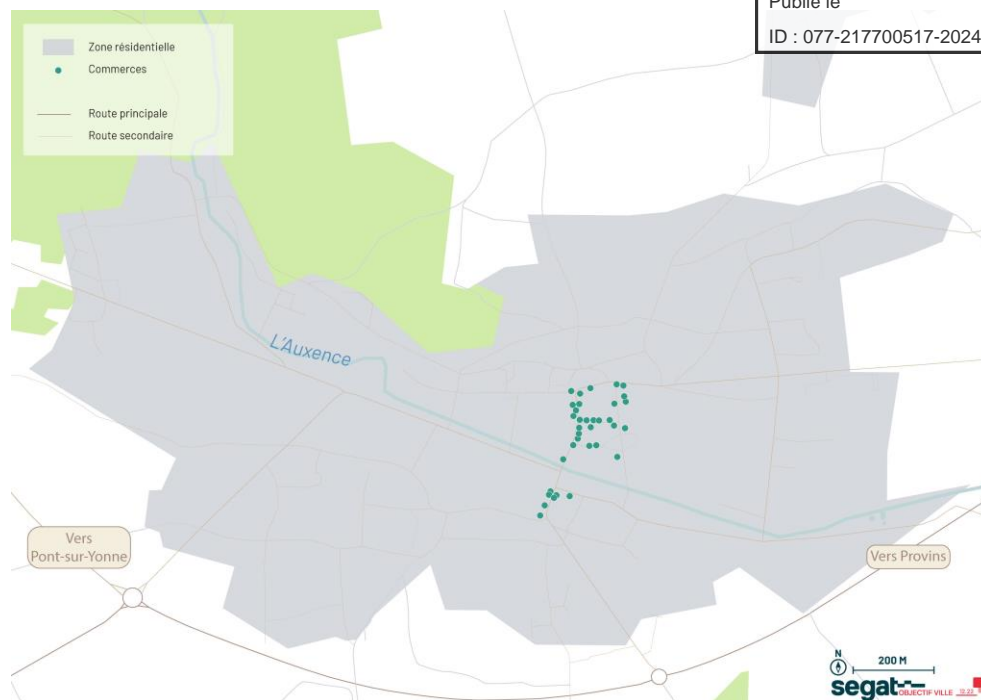 Publié le
ID : 077-217700517-2024
Zone résidentielle
Commerces
Route principale
Route secondaire
L'Auxence
Vers
Pont-sur-Yonne
Vers Provins
N
200 M
segat
OBJECTIF VILLE